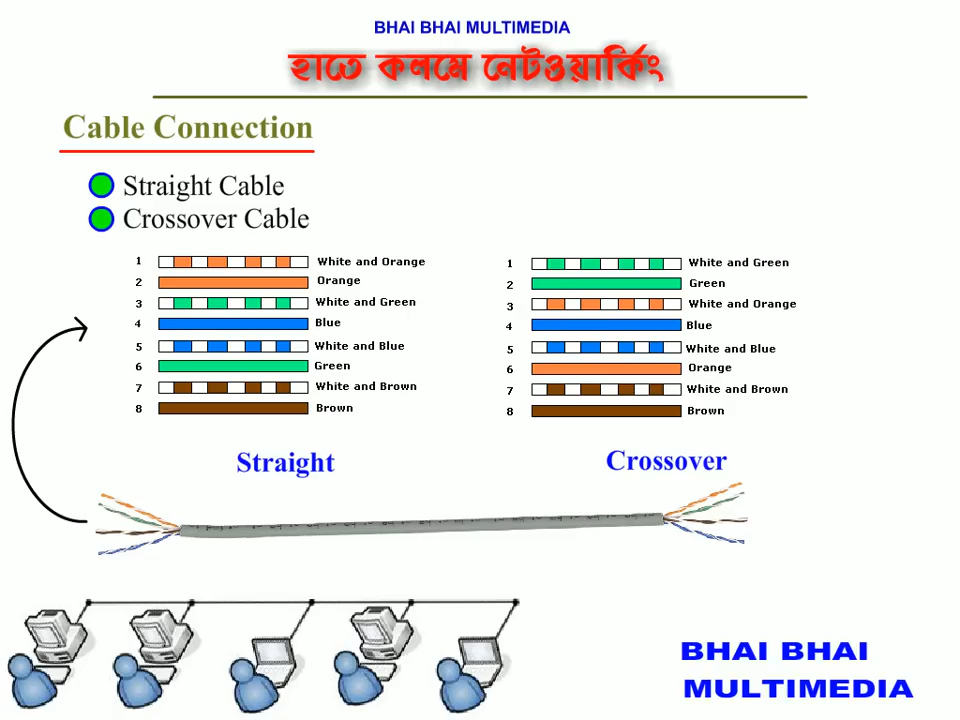 BHAI BHAI MULTIMEDIA
হাতে কলমে নেটওয়ার্কিং
Cable Connection
Straight Cable
Crossover Cable
1 White and Orange
2 Orange
3 White and Green
4 Blue
5 White and Blue
6 Green
7 White and Brown
8 Brown
Straight
1 White and Green
2 Green
3 White and Orange
4 Blue
5 White and Blue
6 Orange
7 White and Brown
8 Brown
Crossover
BHAI BHAI
MULTIMEDIA